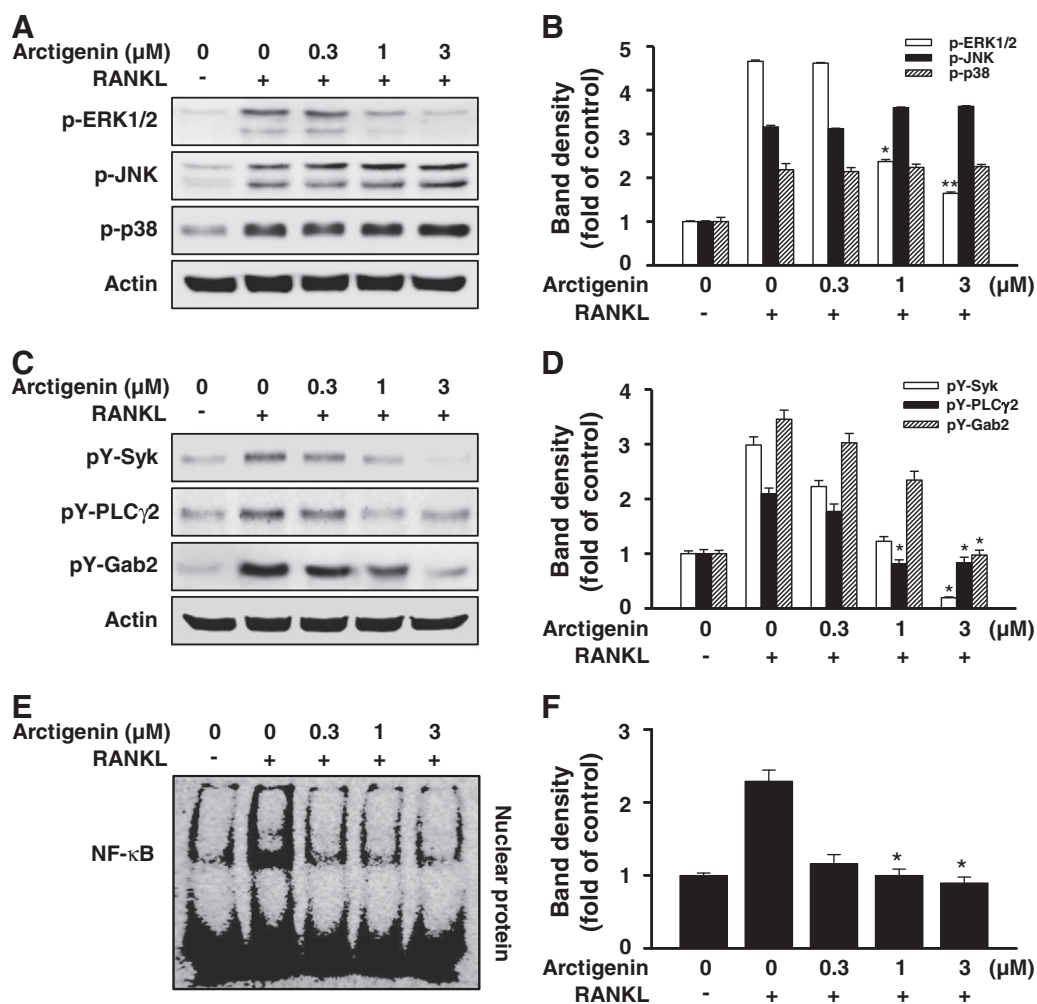 A
Arctigenin (µM) 0 0 0.3 1 3
RANKL - + + + +
p-ERK1/2
p-JNK
p-p38
Actin
B
p-ERK1/2
p-JNK
p-p38
Band density
(fold of control)
5
4
3
2
1
0
*
**
Arctigenin 0 0 0.3 1 3 (µM)
RANKL - + + + +
C
Arctigenin (µM) 0 0 0.3 1 3
RANKL - + + + +
pY-Syk
pY-PLCγ2
pY-Gab2
Actin
D
pY-Syk
pY-PLCγ2
pY-Gab2
Band density
(fold of control)
4
3
2
1
0
*
*
*
*
Arctigenin 0 0 0.3 1 3 (µM)
RANKL - + + + +
E
Arctigenin (µM) 0 0 0.3 1 3
RANKL - + + + +
NF-κB
Nuclear protein
F
Band density
(fold of control)
3
2
1
0
*
*
Arctigenin 0 0 0.3 1 3 (µM)
RANKL - + + + +